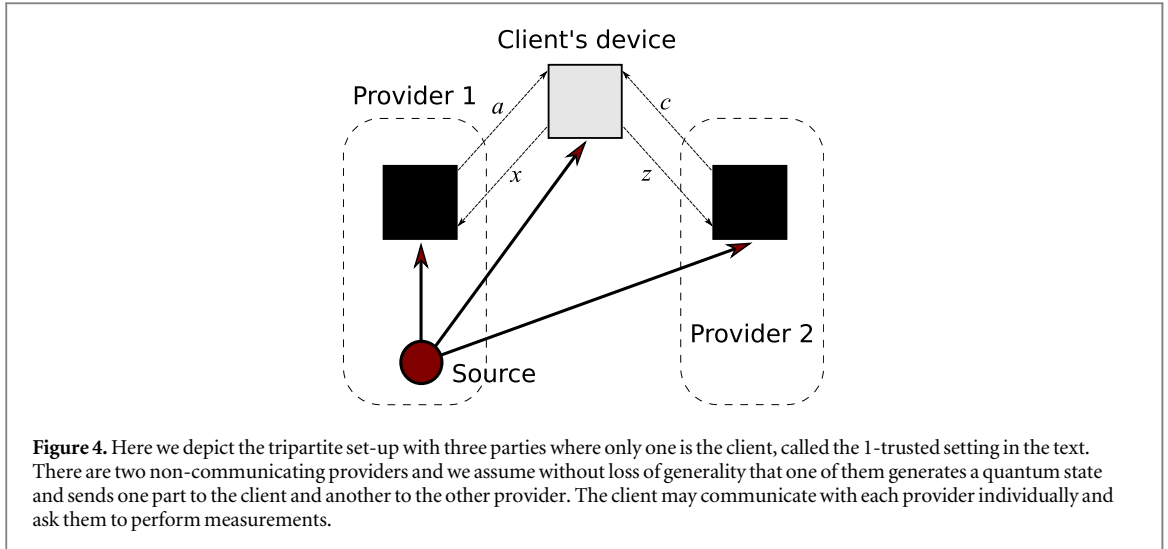 Client's device
Provider 1
a
c
x
z
Provider 2
Source
Figure 4. Here we depict the tripartite set-up with three parties where only one is the client, called the 1-trusted setting in the text.
There are two non-communicating providers and we assume without loss of generality that one of them generates a quantum state
and sends one part to the client and another to the other provider. The client may communicate with each provider individually and
ask them to perform measurements.